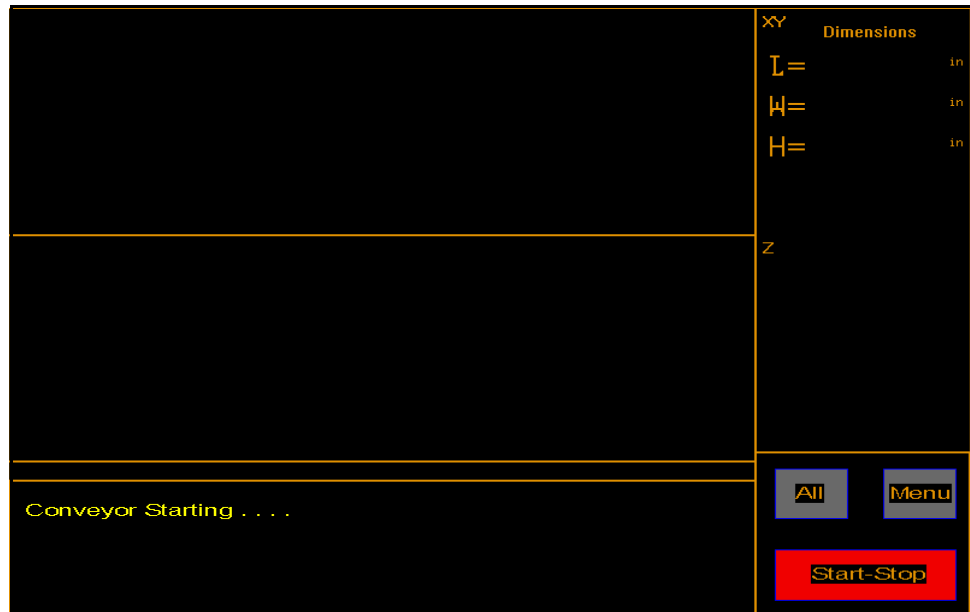 XY
Dimensions
L= in
W= in
H= in
Z
Conveyor Starting . . . .
All Menu
Start-Stop